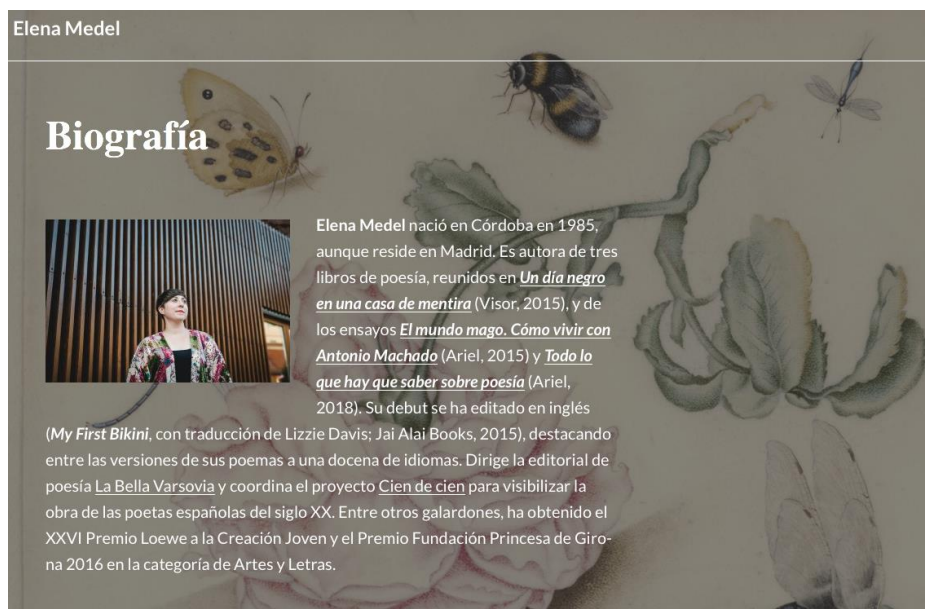 Elena Medel
Biografía
Elena Medel nació en Córdoba en 1985,
aunque reside en Madrid. Es autora de tres
libros de poesía, reunidos en Un día negro
en una casa de mentira (Visor, 2015), y de
los ensayos El mundo mago. Cómo vivir con
Antonio Machado (Ariel, 2015) y Todo lo
que hay que saber sobre poesía (Ariel,
2018). Su debut se ha editado en inglés
(My First Bikini, con traducción de Lizzie Davis; Jai Alai Books, 2015), destacando
entre las versiones de sus poemas a una docena de idiomas. Dirige la editorial de
poesía La Bella Varsovia y coordina el proyecto Cien de cien para visibilizar la
obra de las poetas españolas del siglo XX. Entre otros galardones, ha obtenido el
XXVI Premio Loewe a la Creación Joven y el Premio Fundación Princesa de Giro-
na 2016 en la categoría de Artes y Letras.